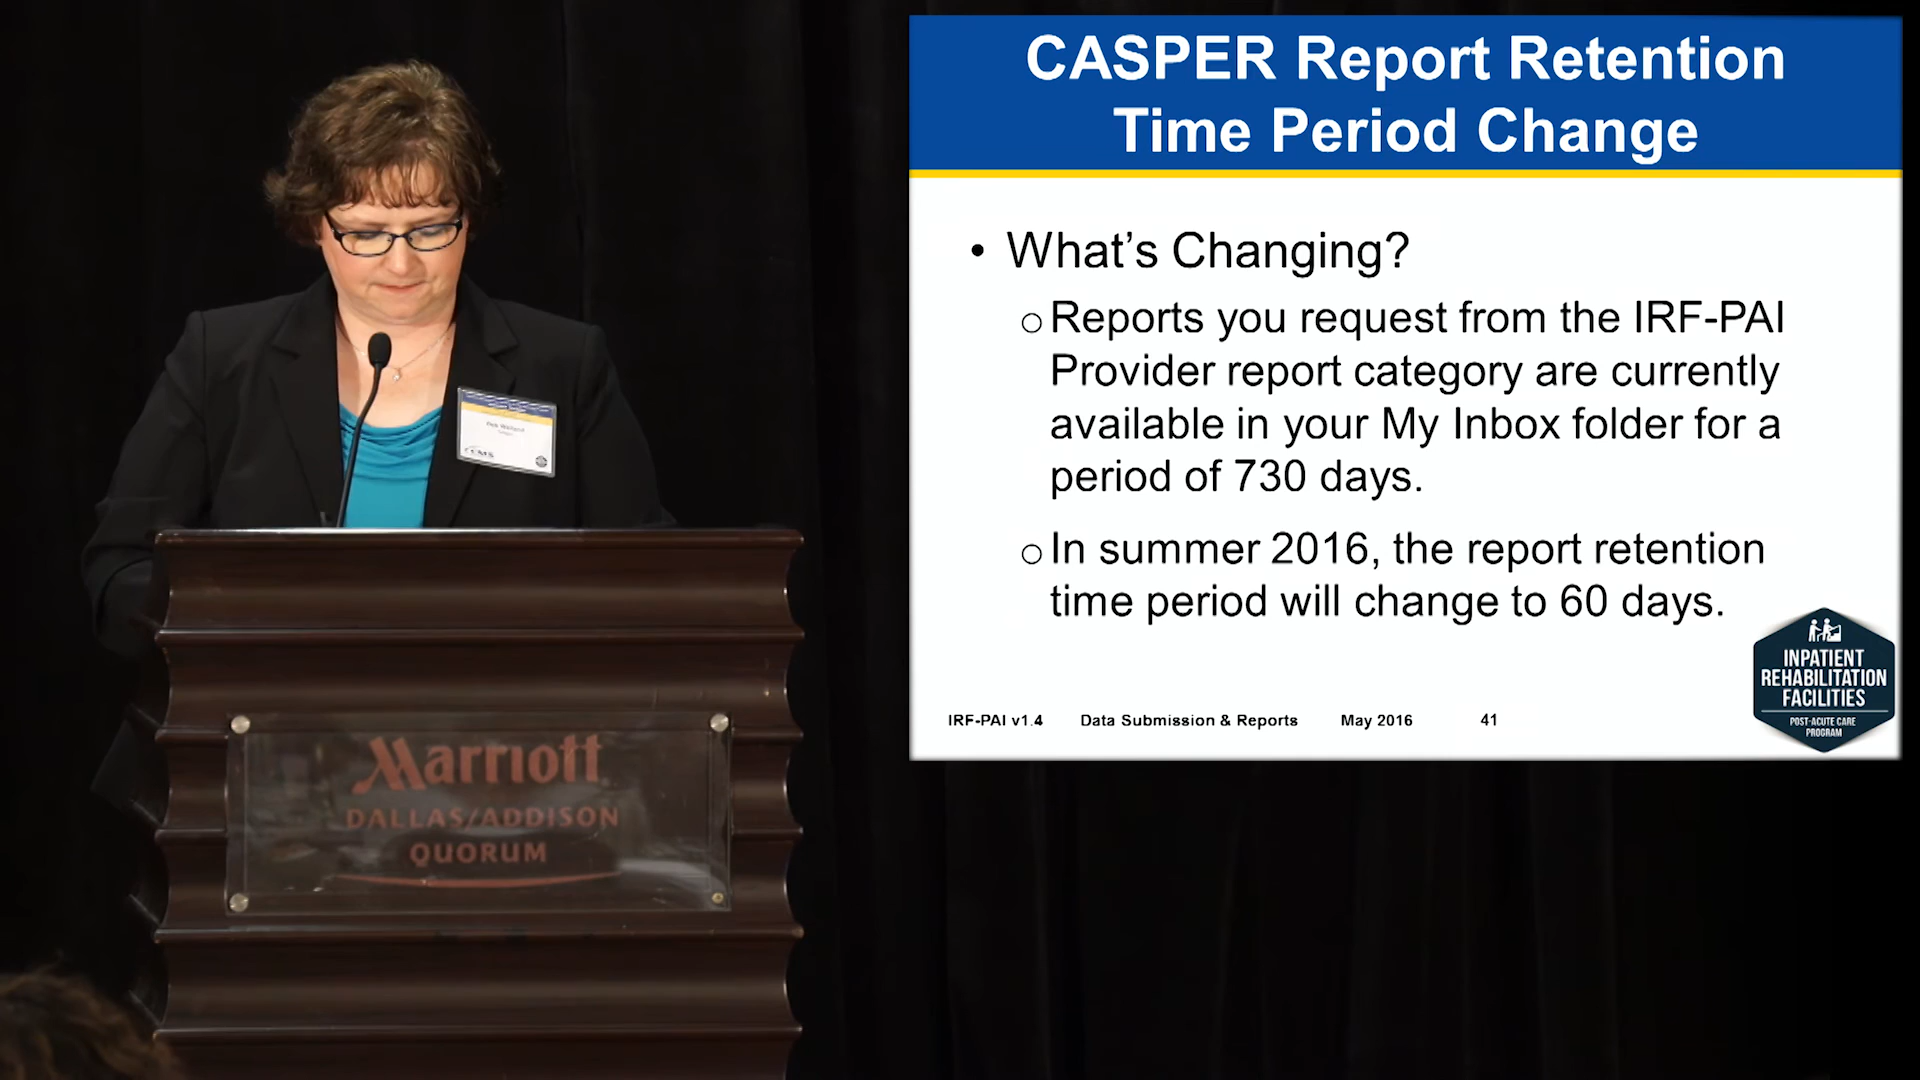 CASPER Report Retention
Time Period Change
• What's Changing?
o Reports you request from the IRF-PAI
Provider report category are currently
available in your My Inbox folder for a
period of 730 days.
o In summer 2016, the report retention
time period will change to 60 days.
INPATIENT
REHABILITATION
FACILITIES
POST-ACUTE CARE
PROGRAM
IRF-PAI v1.4 Data Submission & Reports May 2016 41
CMS
Marriott
DALLAS/ADDISON
QUORUM